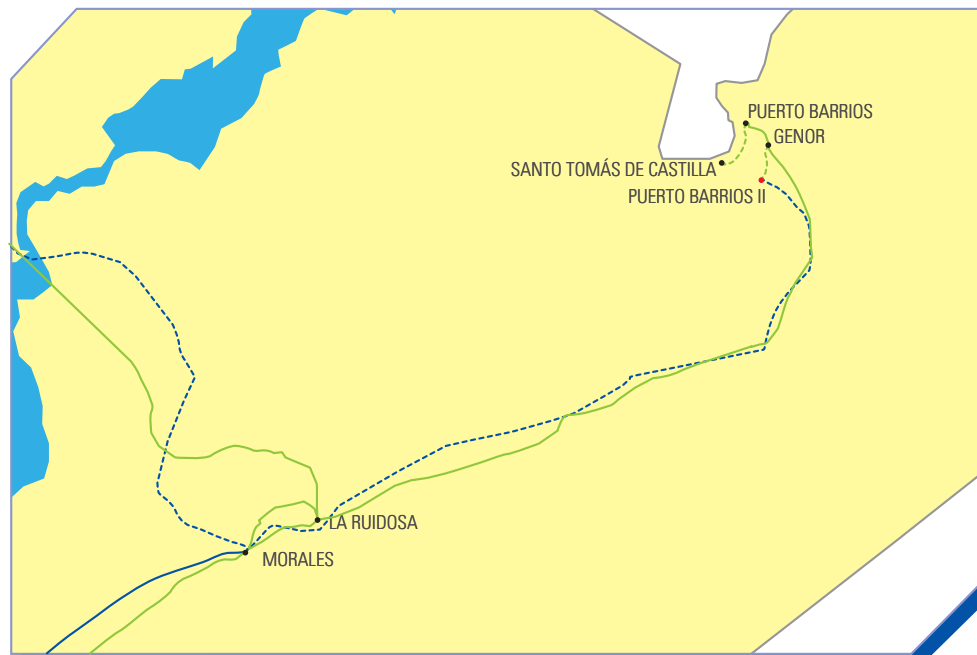 PUERTO BARRIOS
GENOR
SANTO TOMÁS DE CASTILLA
PUERTO BARRIOS II
LA RUIDOSA
MORALES